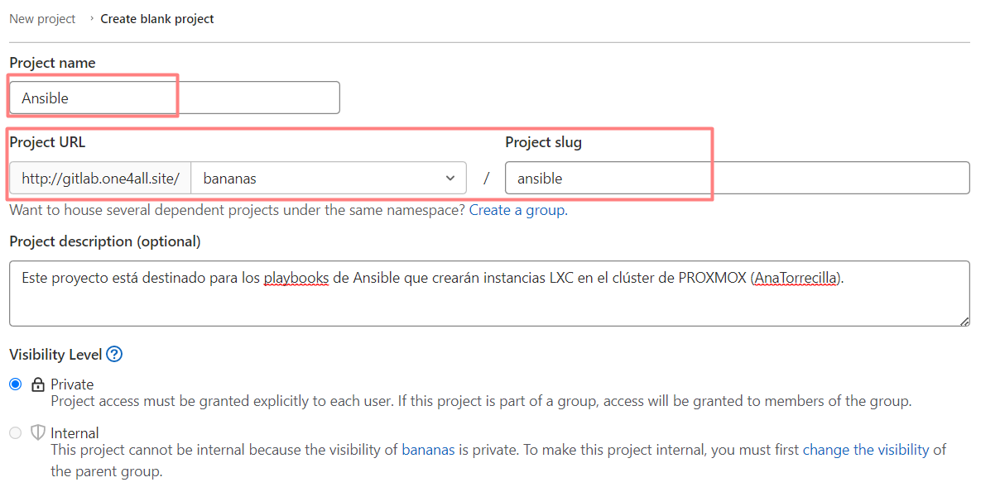 New project › Create blank project
Project name
Ansible
Project URL Project slug
http://gitlab.one4all.site/ bananas / ansible
Want to house several dependent projects under the same namespace? Create a group.
Project description (optional)
Este proyecto está destinado para los playbooks de Ansible que crearán instancias LXC en el clúster de PROXMOX (AnaTorrecilla).
Visibility Level ?
Private
Project access must be granted explicitly to each user. If this project is part of a group, access will be granted to members of the group.
Internal
This project cannot be internal because the visibility of bananas is private. To make this project internal, you must first change the visibility of
the parent group.